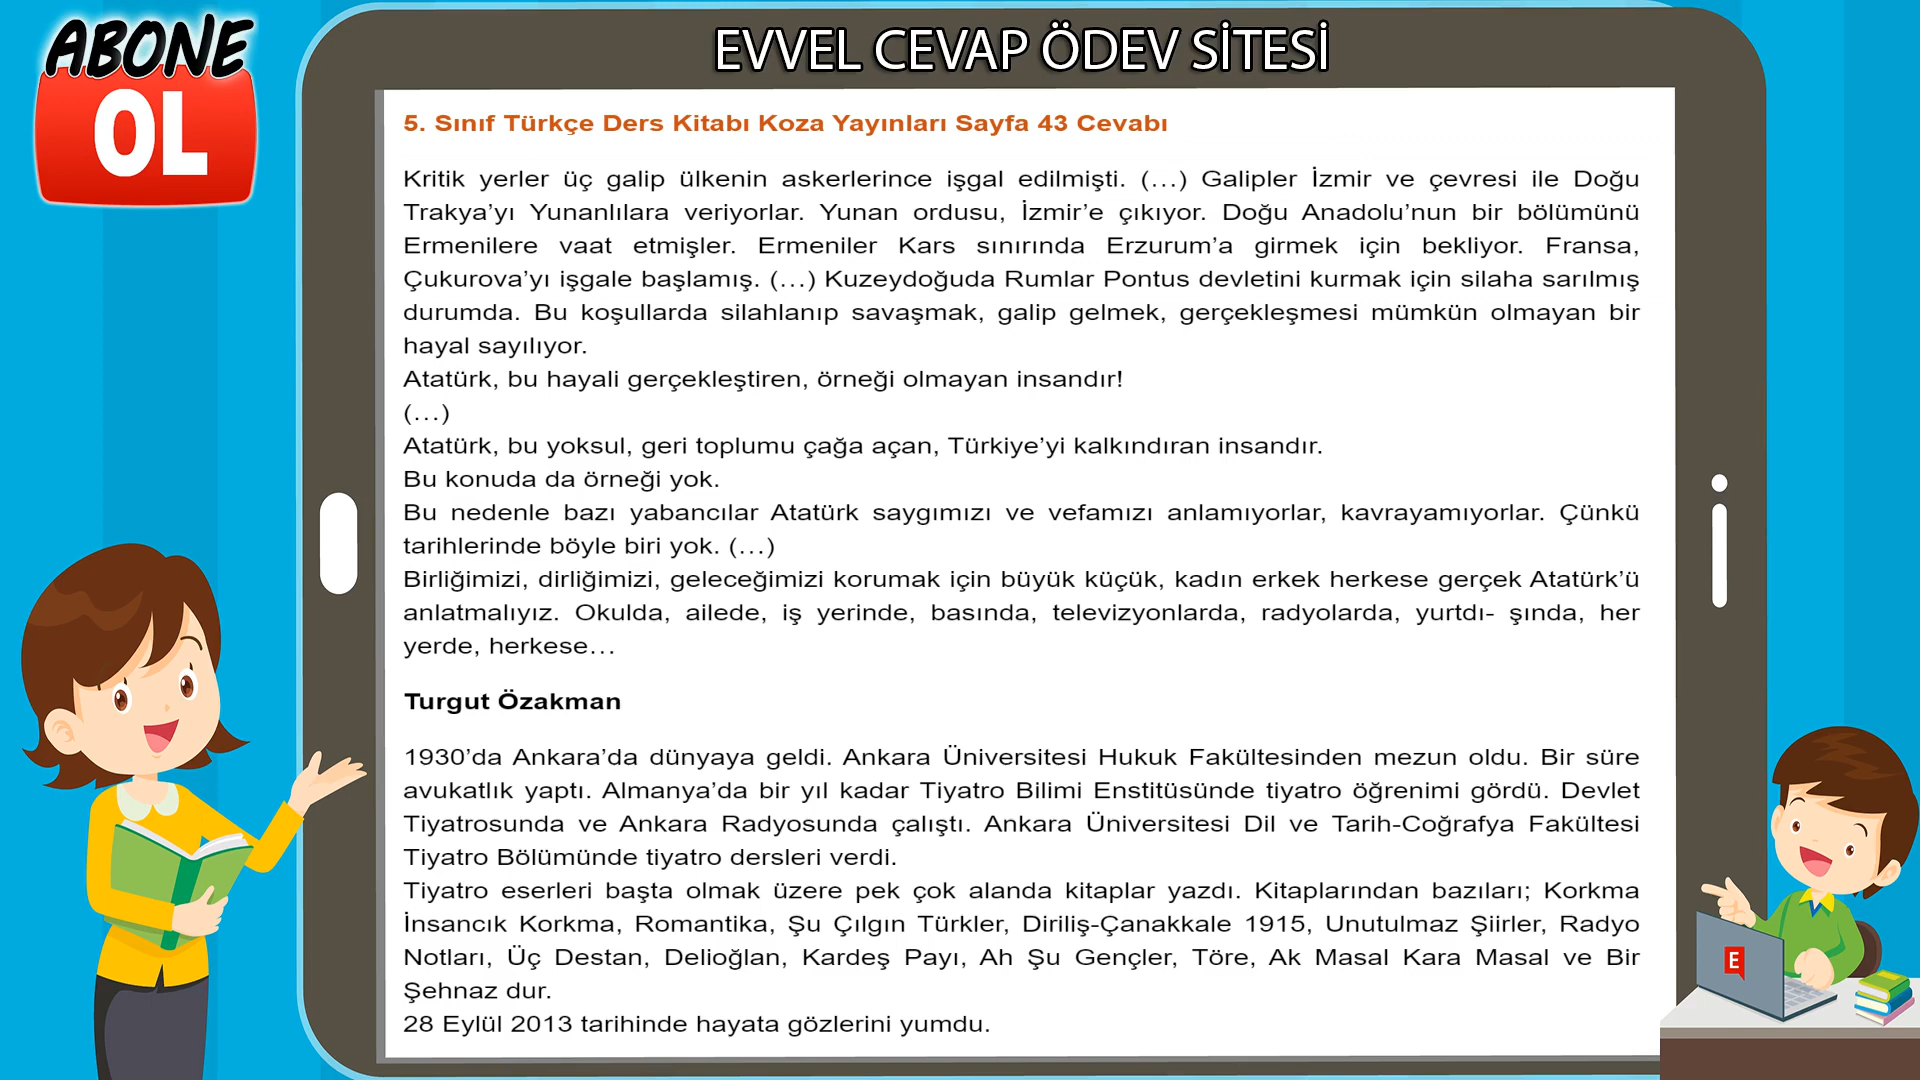 ABONE
OL
EVVEL CEVAP ÖDEV SİTESİ
5. Sınıf Türkçe Ders Kitabı Koza Yayınları Sayfa 43 Cevabı
Kritik yerler üç galip ülkenin askerlerince işgal edilmişti. (…) Galipler İzmir ve çevresi ile Doğu
Trakya’yı Yunanlılara veriyorlar. Yunan ordusu, İzmir’e çıkıyor. Doğu Anadolu’nun bir bölümünü
Ermenilere vaat etmişler. Ermeniler Kars sınırında Erzurum’a girmek için bekliyor. Fransa,
Çukurova’yı işgale başlamış. (…) Kuzeydoğuda Rumlar Pontus devletini kurmak için silaha sarılmış
durumda. Bu koşullarda silahlanıp savaşmak, galip gelmek, gerçekleşmesi mümkün olmayan bir
hayal sayılıyor.
Atatürk, bu hayali gerçekleştiren, örneği olmayan insandır!
(…)
Atatürk, bu yoksul, geri toplumu çağa açan, Türkiye’yi kalkındıran insandır.
Bu konuda da örneği yok.
Bu nedenle bazı yabancılar Atatürk saygımızı ve vefamızı anlamıyorlar, kavrayamıyorlar. Çünkü
tarihlerinde böyle biri yok. (…)
Birliğimizi, dirliğimizi, geleceğimizi korumak için büyük küçük, kadın erkek herkese gerçek Atatürk’ü
anlatmalıyız. Okulda, ailede, iş yerinde, basında, televizyonlarda, radyolarda, yurtdı- şında, her
yerde, herkese…
Turgut Özakman
1930’da Ankara’da dünyaya geldi. Ankara Üniversitesi Hukuk Fakültesinden mezun oldu. Bir süre
avukatlık yaptı. Almanya’da bir yıl kadar Tiyatro Bilimi Enstitüsünde tiyatro öğrenimi gördü. Devlet
Tiyatrosunda ve Ankara Radyosunda çalıştı. Ankara Üniversitesi Dil ve Tarih-Coğrafya Fakültesi
Tiyatro Bölümünde tiyatro dersleri verdi.
Tiyatro eserleri başta olmak üzere pek çok alanda kitaplar yazdı. Kitaplarından bazıları; Korkma
İnsancık Korkma, Romantika, Şu Çılgın Türkler, Diriliş-Çanakkale 1915, Unutulmaz Şiirler, Radyo
Notları, Üç Destan, Delioğlan, Kardeş Payı, Ah Şu Gençler, Töre, Ak Masal Kara Masal ve Bir
Şehnaz dur.
28 Eylül 2013 tarihinde hayata gözlerini yumdu.
E